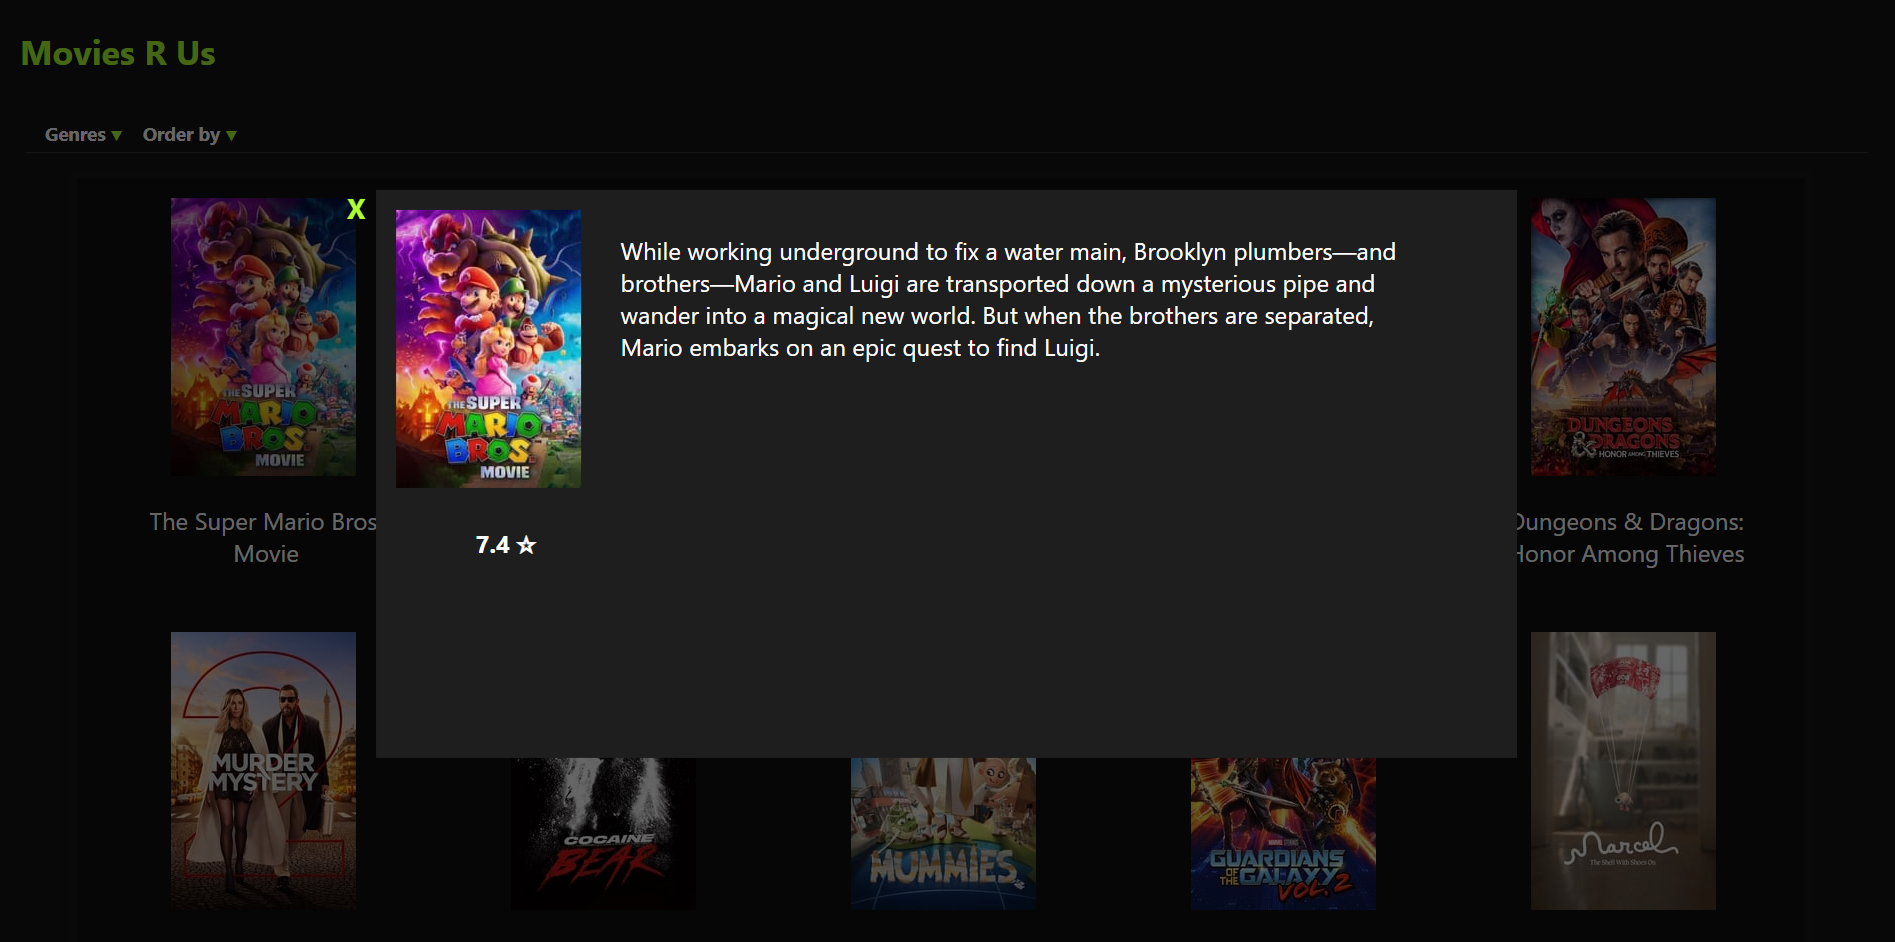 Movies R Us
Genres ▼ Order by ▼
X
THE SUPER
MARIO
BROS.
MOVIE
The Super Mario Bros
Movie
THE SUPER
MARIO
BROS.
MOVIE
7.4 ☆
While working underground to fix a water main, Brooklyn plumbers—and
brothers—Mario and Luigi are transported down a mysterious pipe and
wander into a magical new world. But when the brothers are separated,
Mario embarks on an epic quest to find Luigi.
DUNGEONS
& DRAGONS
HONOR AMONG THIEVES
Dungeons & Dragons:
Honor Among Thieves
MURDER
MYSTERY
2
COCAINE
BEAR
MUMMIES
MARVEL STUDIOS
GUARDIANS
OF THE GALAXY
VOL. 2
Marcel
The Shell With Shoes On